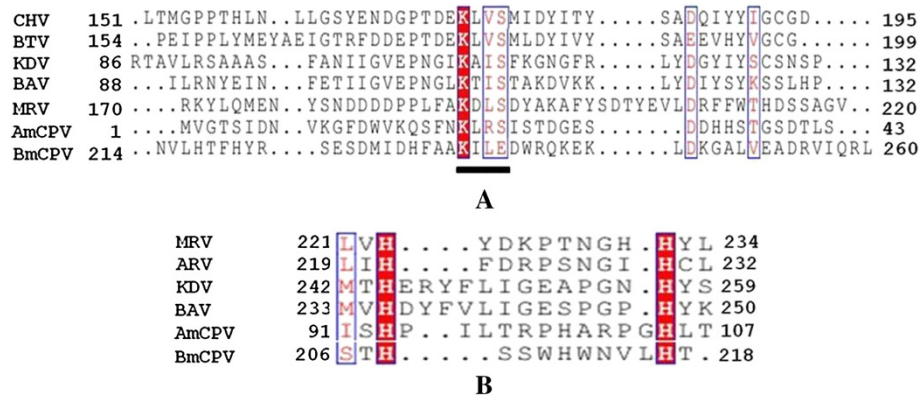 CHV 151 .LTMGPPTHLN..LLGSYENDGPTDEKLVSMIDYITY.....SADQIYYIGCGD..... 195
BTV 154 ..PEIPPLYMEYAEIGTRFDDEPTDEKLVSMLDYIVY.....SAEEVHYVGCG...... 199
KDV 86 RTAVLRSAAAS..FANIIGVEPNGIKAISFKGNGFR......LYDGYIYSCSNSP.... 132
BAV 88 ...ILRNYEIN..FETIIGVEPNGLKISTAKDVKK.......LYDIYSYKSSLHP.... 132
MRV 170 ....RKYLQMEN..YSNDDDDPPLFAKDLSDYAKAFYSDTYEVLDRFFWTHDSSAGV.. 220
AmCPV 1 ....MVGTSIDN..VKGFDWVKQSFNKLRSISTDGES......DDHHSTGSDTLS.... 43
BmCPV 214 ..NVLHTFHYR...SESDMIDHFAAKILEDWRQKEK......LDKGALVEADRVIQRL 260
A
MRV 221 LVH....YDKPTNGH.HYL 234
ARV 219 LIH....FDRPSNGI.HCL 232
KDV 242 MTHERYFLIGEAPGN.HYS 259
BAV 233 MVHDYFVLIGESPGP.HYK 250
AmCPV 91 ISHP..ILTRPHARPGHLT 107
BmCPV 206 STH.....SSWHWNVLHT. 218
B